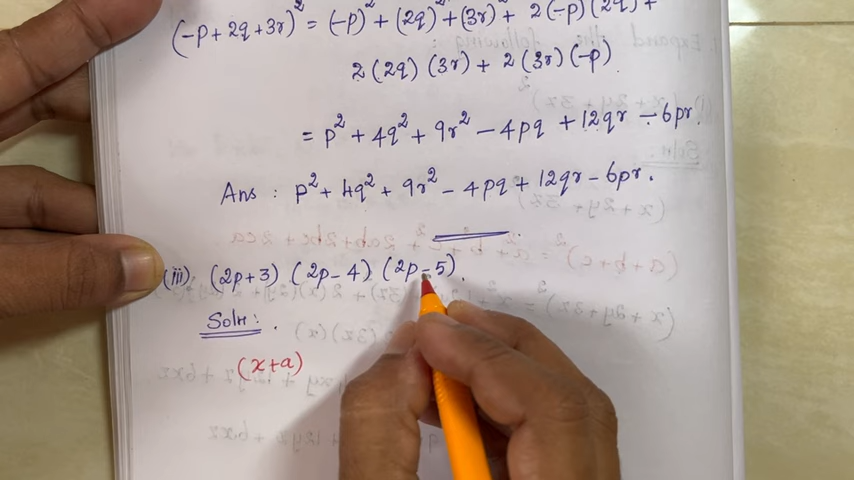 (-p+2q+3r)² = (-p)² + (2q)² + (3r)² + 2(-p)(2q) +
2(2q)(3r) + 2(3r)(-p).
= p² + 4q² + 9r² - 4pq + 12qr - 6pr.
Ans : p² + 4q² + 9r² - 4pq + 12qr - 6pr.
(iii). (2p+3) (2p-4) (2p-5).
Soln: .
(x+a)